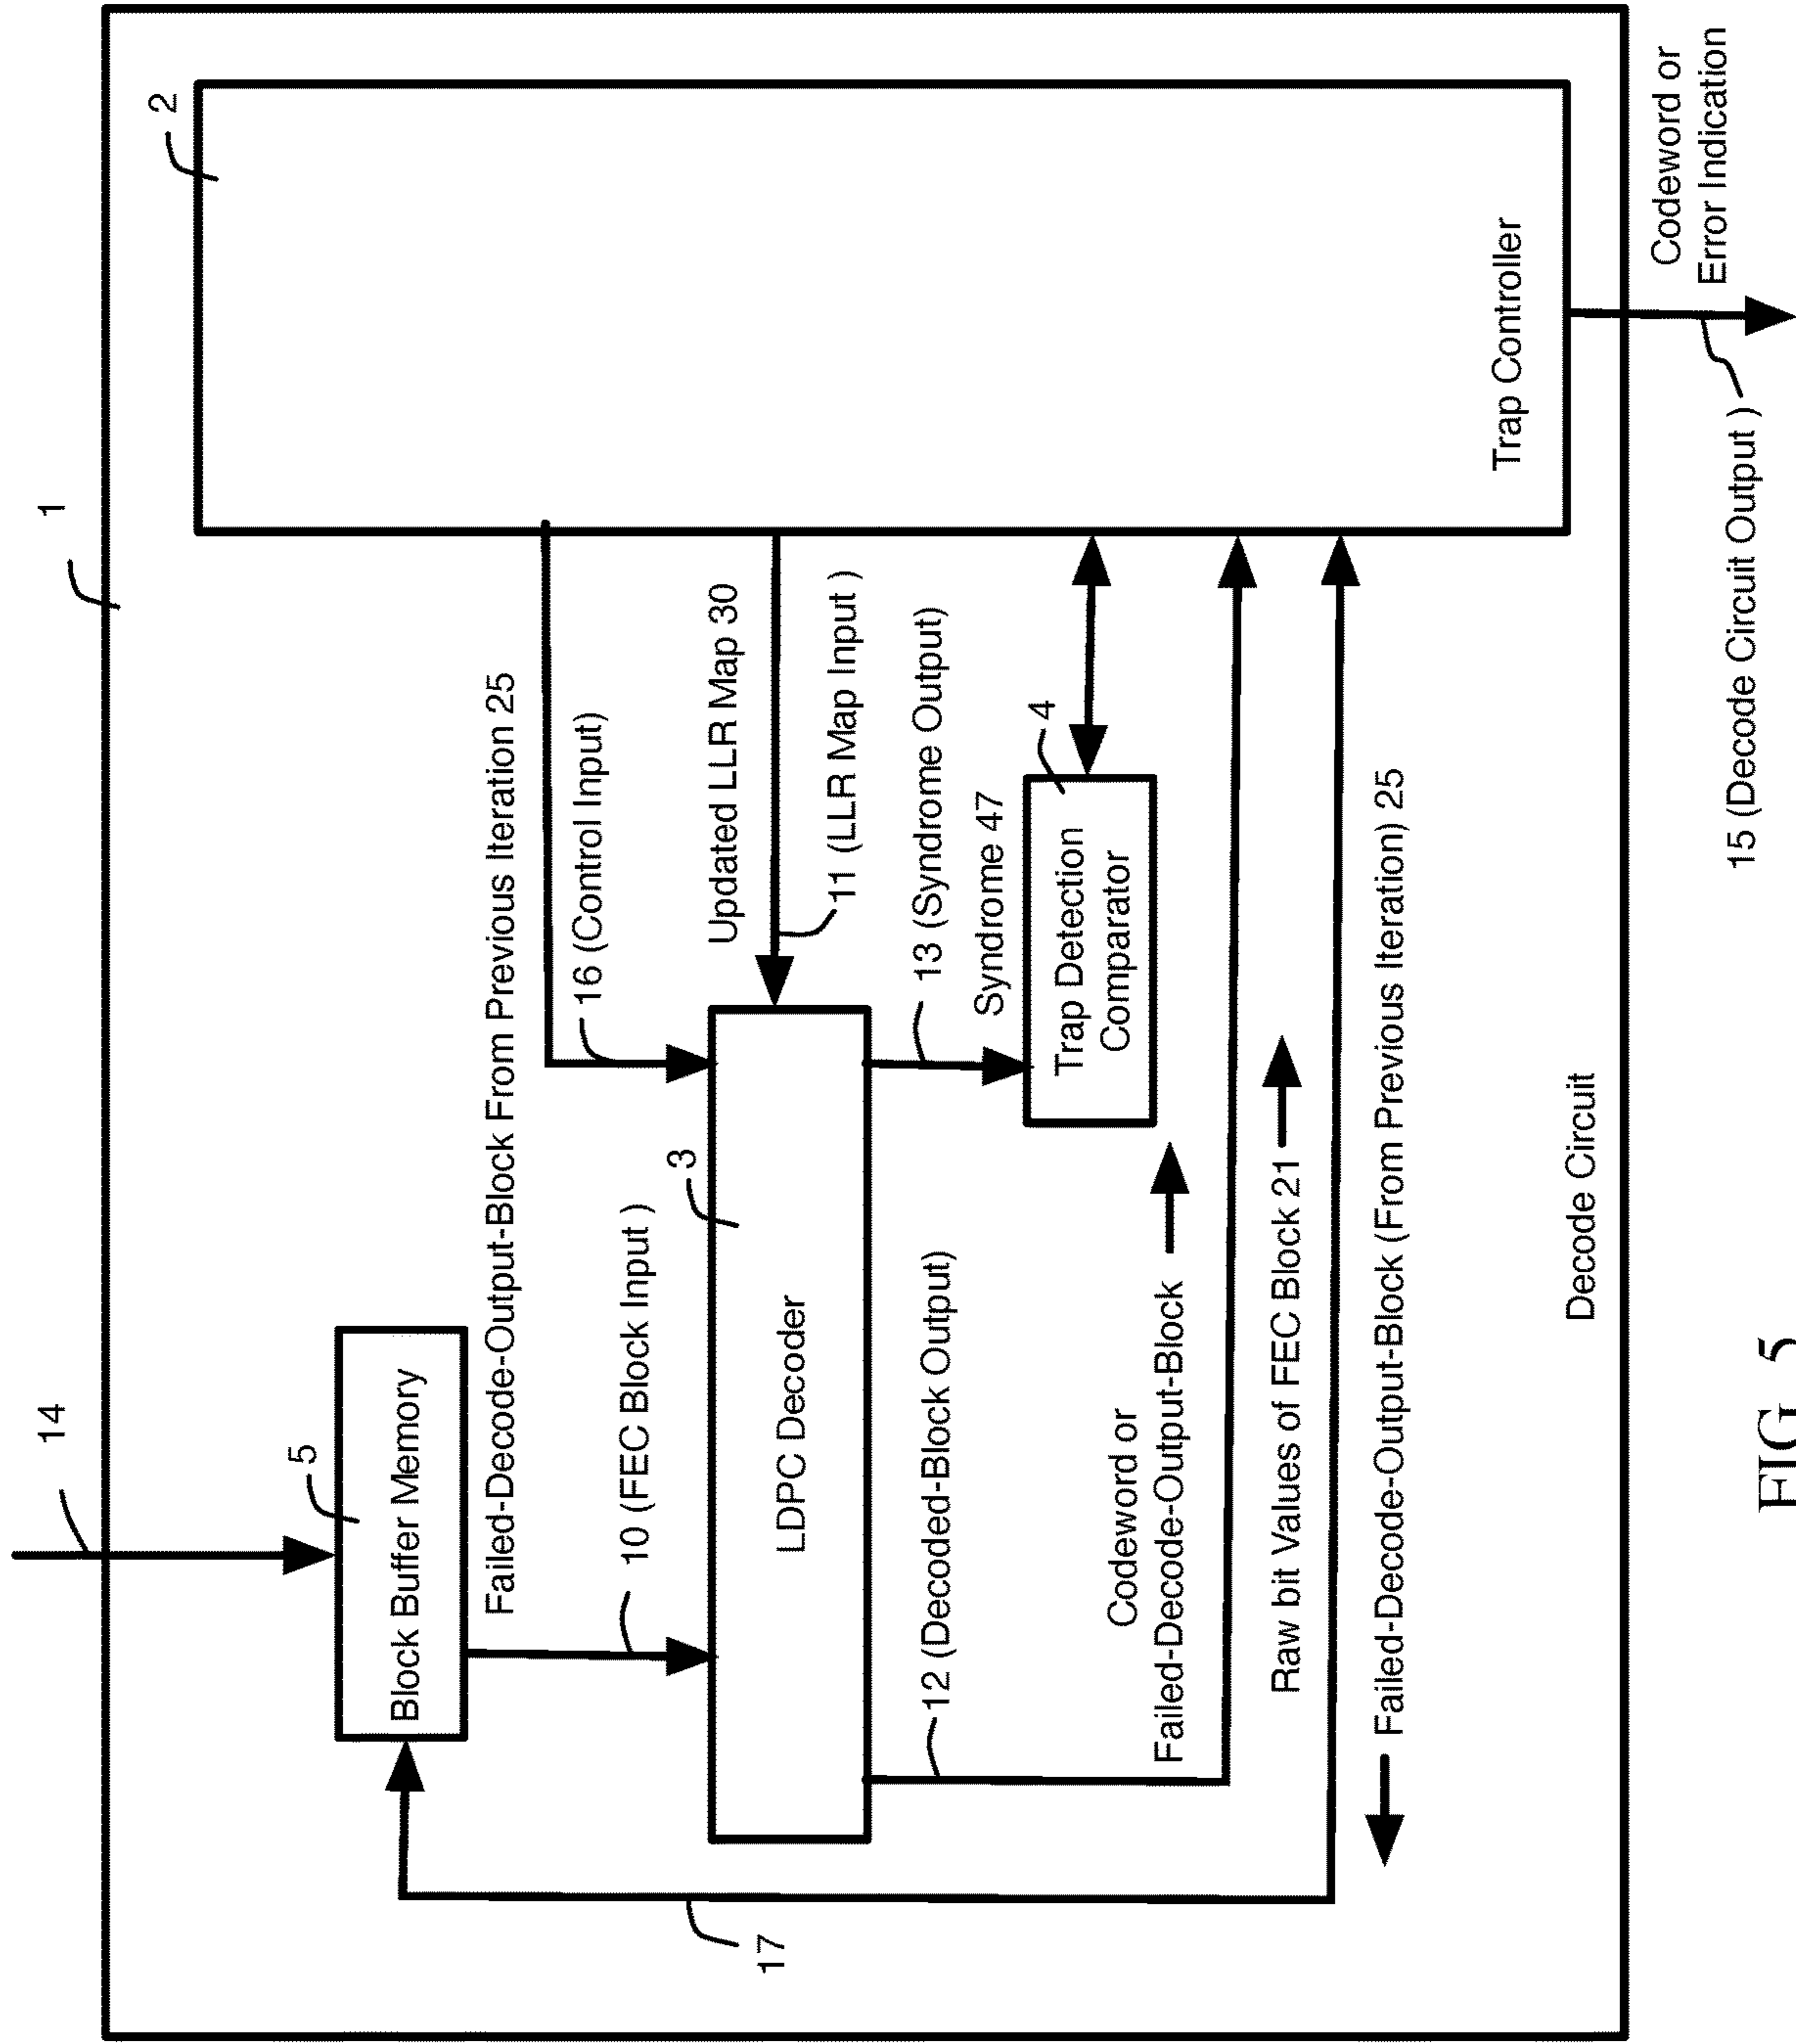 14
1
5
Block Buffer Memory
2
Failed-Decode-Output-Block From Previous Iteration 25
10 (FEC Block Input )
16 (Control Input)
3
Updated LLR Map 30
LDPC Decoder
11 (LLR Map Input )
17
12 (Decoded-Block Output)
13 (Syndrome Output)
Syndrome 47
4
Trap Detection
Comparator
Codeword or
Failed-Decode-Output-Block
Raw bit Values of FEC Block 21
Failed-Decode-Output-Block (From Previous Iteration) 25
Trap Controller
Decode Circuit
Codeword or
Error Indication
15 (Decode Circuit Output )
FIG. 5